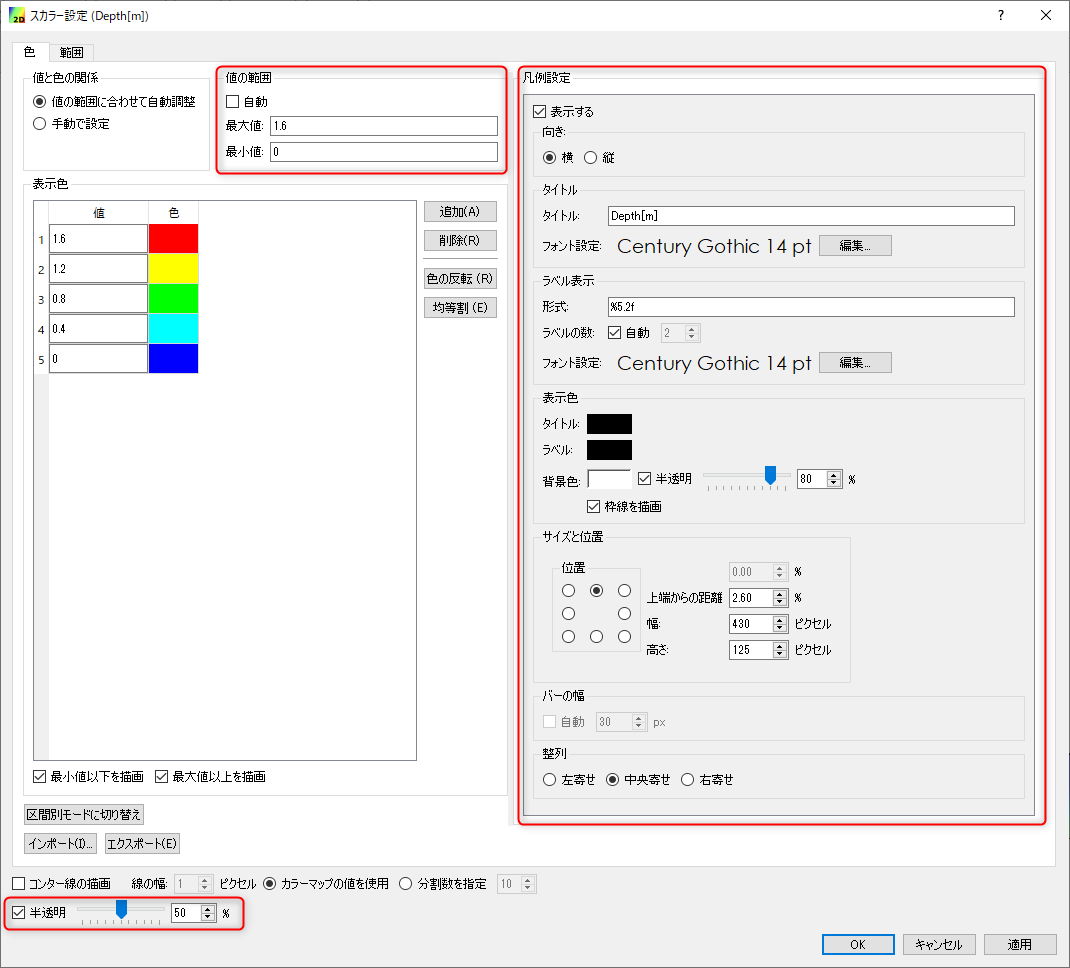 2D
スカラー設定 (Depth[m])
?
色
範囲
値と色の関係
値の範囲に合わせて自動調整
手動で設定
値の範囲
自動
最大値: 1.6
最小値: 0
表示色
値 色
1 1.6
2 1.2
3 0.8
4 0.4
5 0
追加(A)
削除(R)
色の反転 (R)
均等割 (E)
最小値以下を描画
最大値以上を描画
区間別モードに切り替え
インポート(I)...
エクスポート(E)
凡例設定
表示する
向き:
横 縦
タイトル
タイトル: Depth[m]
フォント設定: Century Gothic 14 pt 編集...
ラベル表示
形式: %5.2f
ラベルの数: 自動 2
フォント設定: Century Gothic 14 pt 編集...
表示色
タイトル:
ラベル:
背景色: 半透明 80 %
枠線を描画
サイズと位置
位置
0.00 %
上端からの距離 2.60 %
幅: 430 ピクセル
高さ: 125 ピクセル
バーの幅
自動 30 px
整列
左寄せ 中央寄せ 右寄せ
コンター線の描画 線の幅: 1 ピクセル カラーマップの値を使用 分割数を指定 10
半透明 50 %
OK キャンセル 適用